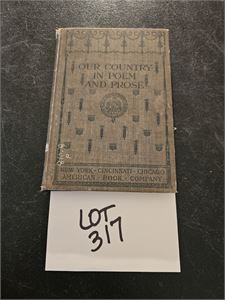 OUR COUNTRY
IN POEM
AND PROSE
NEW YORK · CINCINNATI · CHICAGO
AMERICAN · BOOK · COMPANY
LOT
317